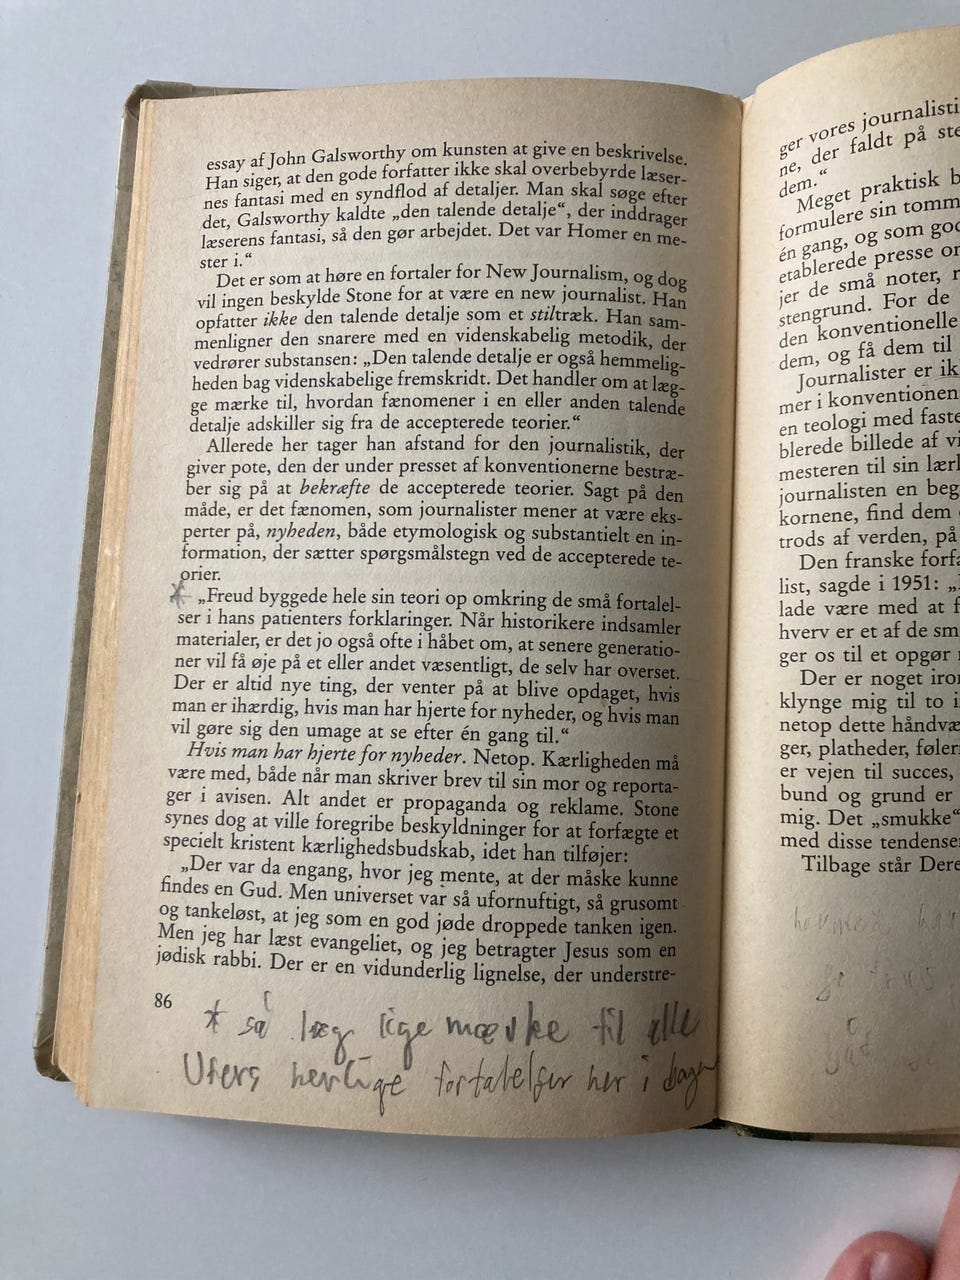 essay af John Galsworthy om kunsten at give en beskrivelse.
Han siger, at den gode forfatter ikke skal overbebyrde læser-
nes fantasi med en syndflod af detaljer. Man skal søge efter
det, Galsworthy kaldte „den talende detalje“, der inddrager
læserens fantasi, så den gør arbejdet. Det var Homer en me-
ster i.“
Det er som at høre en fortaler for New Journalism, og dog
vil ingen beskylde Stone for at være en new journalist. Han
opfatter ikke den talende detalje som et stiltræk. Han sam-
menligner den snarere med en videnskabelig metodik, der
vedrører substansen: „Den talende detalje er også hemmelig-
heden bag videnskabelige fremskridt. Det handler om at læg-
ge mærke til, hvordan fænomener i en eller anden talende
detalje adskiller sig fra de accepterede teorier.“
Allerede her tager han afstand for den journalistik, der
giver pote, den der under presset af konventionerne bestræ-
ber sig på at bekræfte de accepterede teorier. Sagt på den
måde, er det fænomen, som journalister mener at være eks-
perter på, nyheden, både etymologisk og substantielt en in-
formation, der sætter spørgsmålstegn ved de accepterede te-
orier.
* „Freud byggede hele sin teori op omkring de små fortalel-
ser i hans patienters forklaringer. Når historikere indsamler
materialer, er det jo også ofte i håbet om, at senere generatio-
ner vil få øje på et eller andet væsentligt, de selv har overset.
Der er altid nye ting, der venter på at blive opdaget, hvis
man er ihærdig, hvis man har hjerte for nyheder, og hvis man
vil gøre sig den umage at se efter én gang til.“
Hvis man har hjerte for nyheder. Netop. Kærligheden må
være med, både når man skriver brev til sin mor og reporta-
ger i avisen. Alt andet er propaganda og reklame. Stone
synes dog at ville foregribe beskyldninger for at forfægte et
specielt kristent kærlighedsbudskab, idet han tilføjer:
„Der var da engang, hvor jeg mente, at der måske kunne
findes en Gud. Men universet var så ufornuftigt, så grusomt
og tankeløst, at jeg som en god jøde droppede tanken igen.
Men jeg har læst evangeliet, og jeg betragter Jesus som en
jødisk rabbi. Der er en vidunderlig lignelse, der understre-
86
* så læg lige mærke til alle
herlige fortalelser her i bogen
ger vores journalisti
ne, der faldt på ste
dem.“
Meget praktisk b
formulere sin tomm
én gang, og som god
etablerede presse or
jer de små noter, r
stengrund. For de
den konventionelle
dem, og få dem til
Journalister er ik
mer i konventionen
en teologi med faste
blerede billede af vi
mesteren til sin lærl
journalisten en beg
kornene, find dem
trods af verden, på
Den franske forfa
list, sagde i 1951: „
lade være med at f
hverv er et af de sm
ger os til et opgør
Der er noget iron
klynge mig til to i
netop dette håndvæ
ger, platheder, føler
er vejen til succes,
bund og grund er
mig. Det „smukke“
med disse tendense
Tilbage står Dere